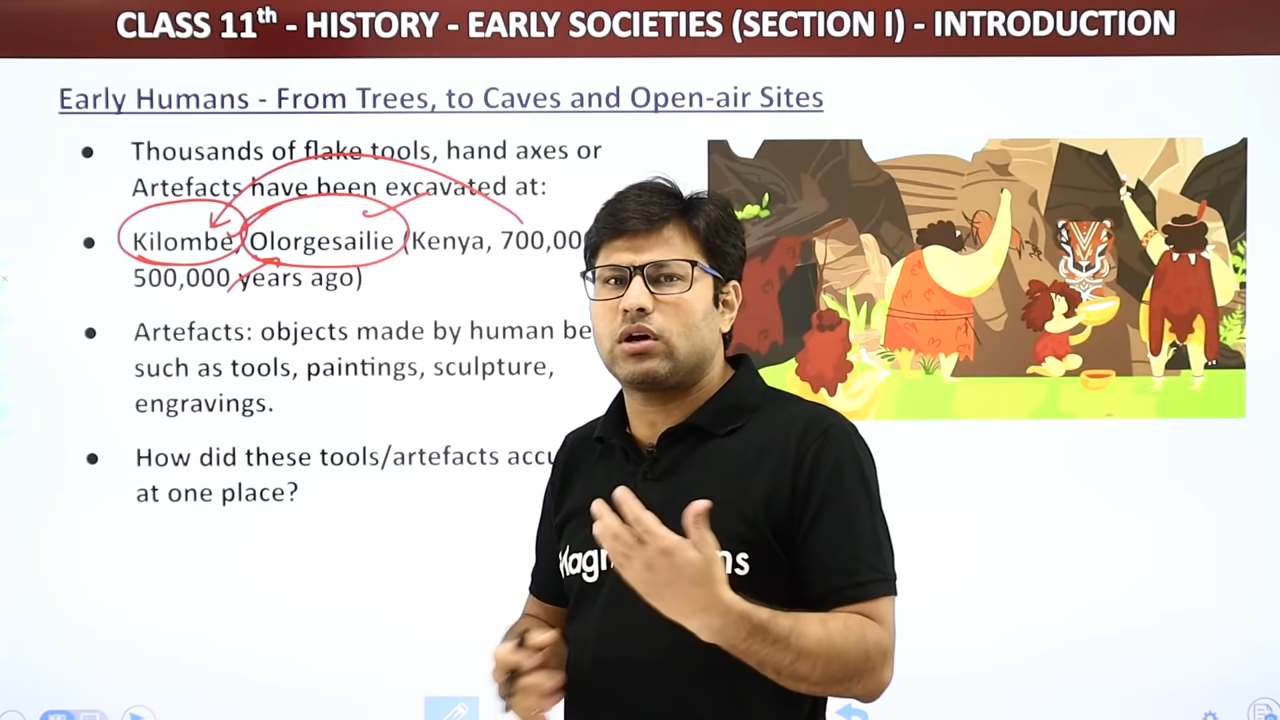 CLASS 11th - HISTORY - EARLY SOCIETIES (SECTION I) - INTRODUCTION
Early Humans - From Trees, to Caves and Open-air Sites
● Thousands of flake tools, hand axes or
Artefacts have been excavated at:
● Kilombe, Olorgesailie (Kenya, 700,00
500,000 years ago)
● Artefacts: objects made by human be
such as tools, paintings, sculpture,
engravings.
● How did these tools/artefacts accu
at one place?